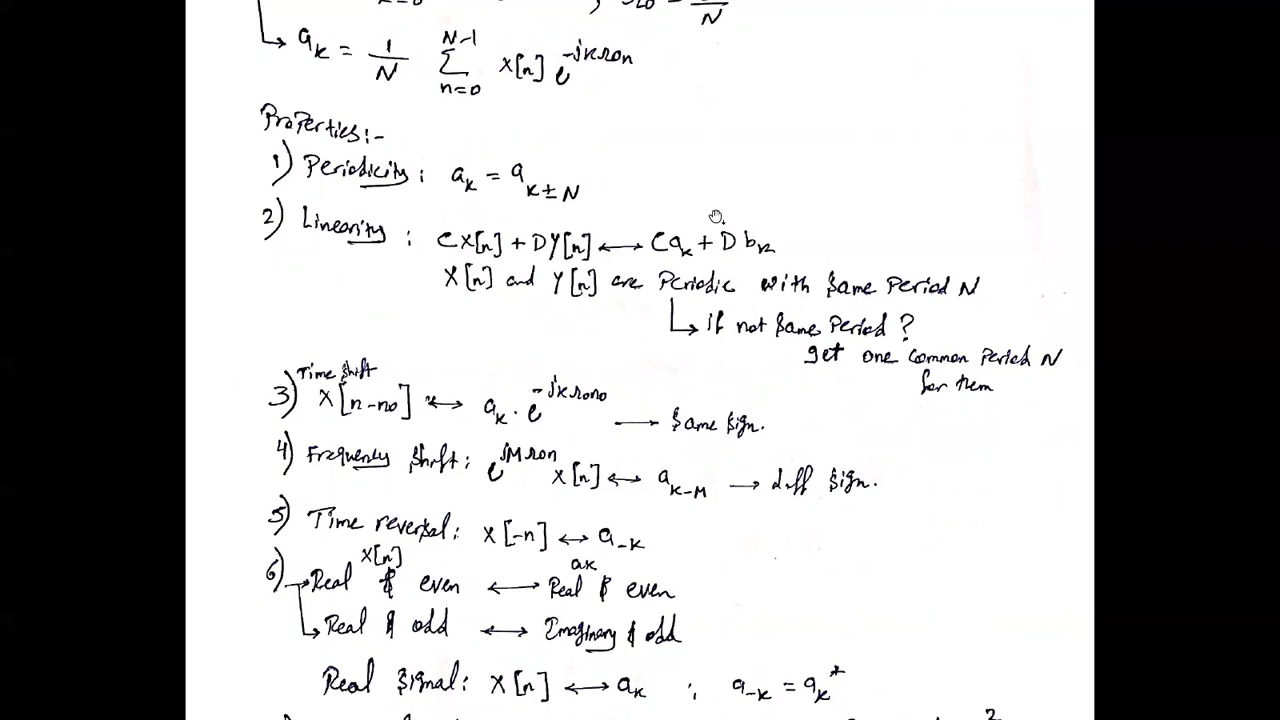 a_k = 1/N Σ_{n=0}^{N-1} x[n] e^{-jkΩ₀n}
Properties:-
1) Periodicity: a_k = a_{k±N}
2) Linearity: Cx[n] + Dy[n] ⟷ Ca_k + Db_k
x[n] and y[n] are Periodic with Same Period N
↳ if not Same Period?
get one common Period N
for them
Time Shift
3) x[n-n₀] ⟷ a_k · e^{-jkΩ₀n₀} → Same Sign.
4) Frequency Shift: e^{jMΩ₀n} x[n] ⟷ a_{k-M} → diff Sign.
5) Time reversal: x[-n] ⟷ a_{-k}
x[n] a_k
6) → Real & even ⟷ Real & even
↳ Real & odd ⟷ Imaginary & odd
Real Signal: x[n] ⟷ a_k ; a_{-k} = a_k^*